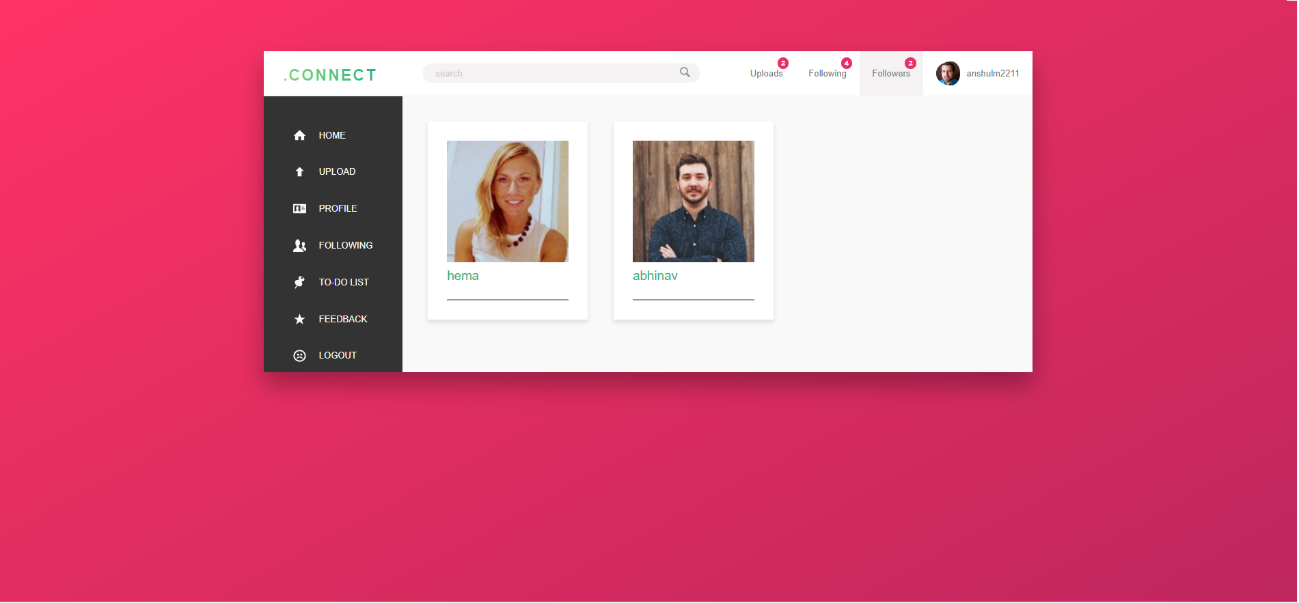 .CONNECT
search
Uploads 2
Following 4
Followers 2
anshulm2211
HOME
UPLOAD
PROFILE
FOLLOWING
TO-DO LIST
FEEDBACK
LOGOUT
hema
abhinav